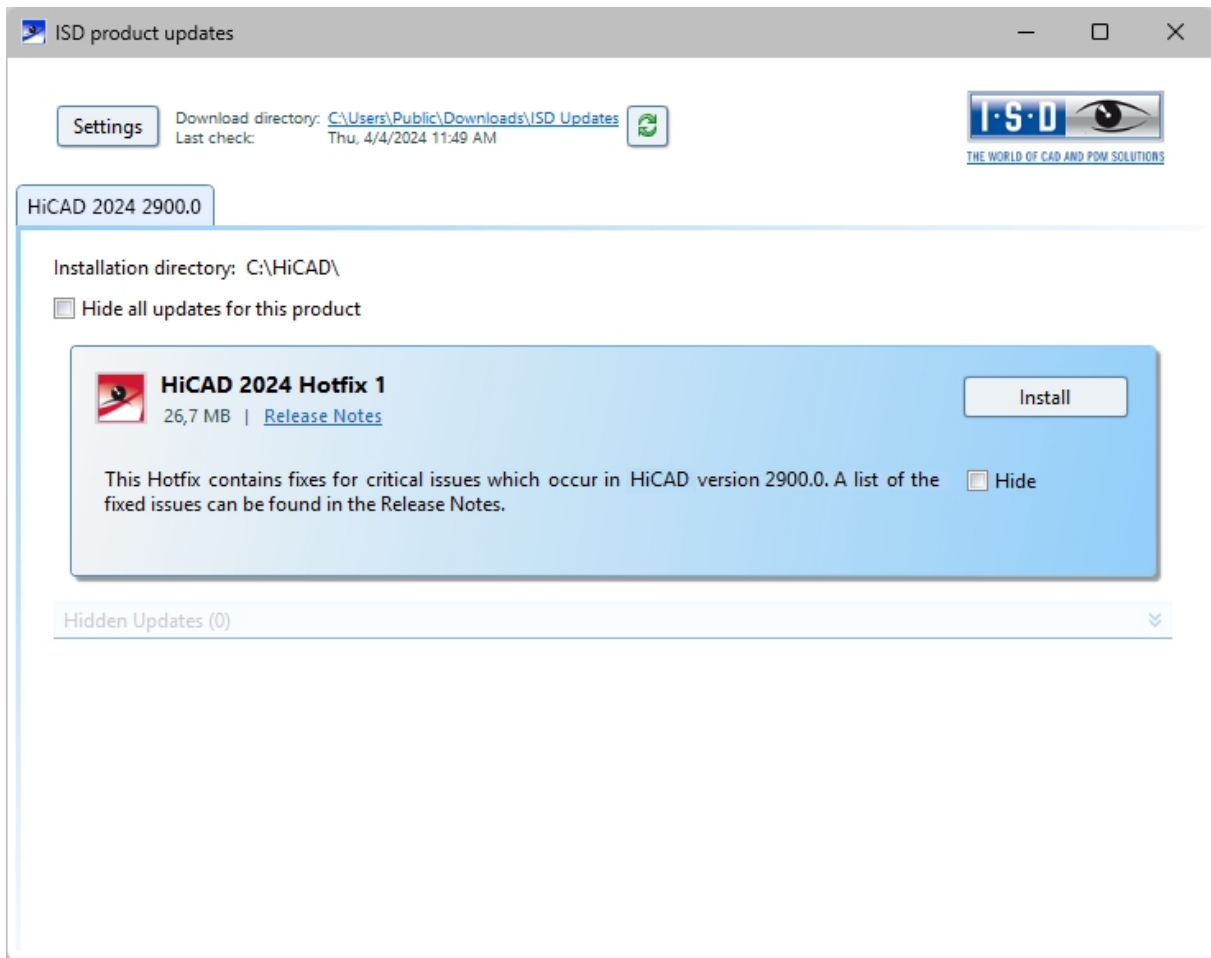 ISD product updates
Settings
Download directory: C:\Users\Public\Downloads\ISD Updates
Last check: Thu, 4/4/2024 11:49 AM
I·S·D
THE WORLD OF CAD AND PDM SOLUTIONS
HiCAD 2024 2900.0
Installation directory: C:\HiCAD\
Hide all updates for this product
HiCAD 2024 Hotfix 1
26,7 MB | Release Notes
Install
This Hotfix contains fixes for critical issues which occur in HiCAD version 2900.0. A list of the
fixed issues can be found in the Release Notes.
Hide
Hidden Updates (0)